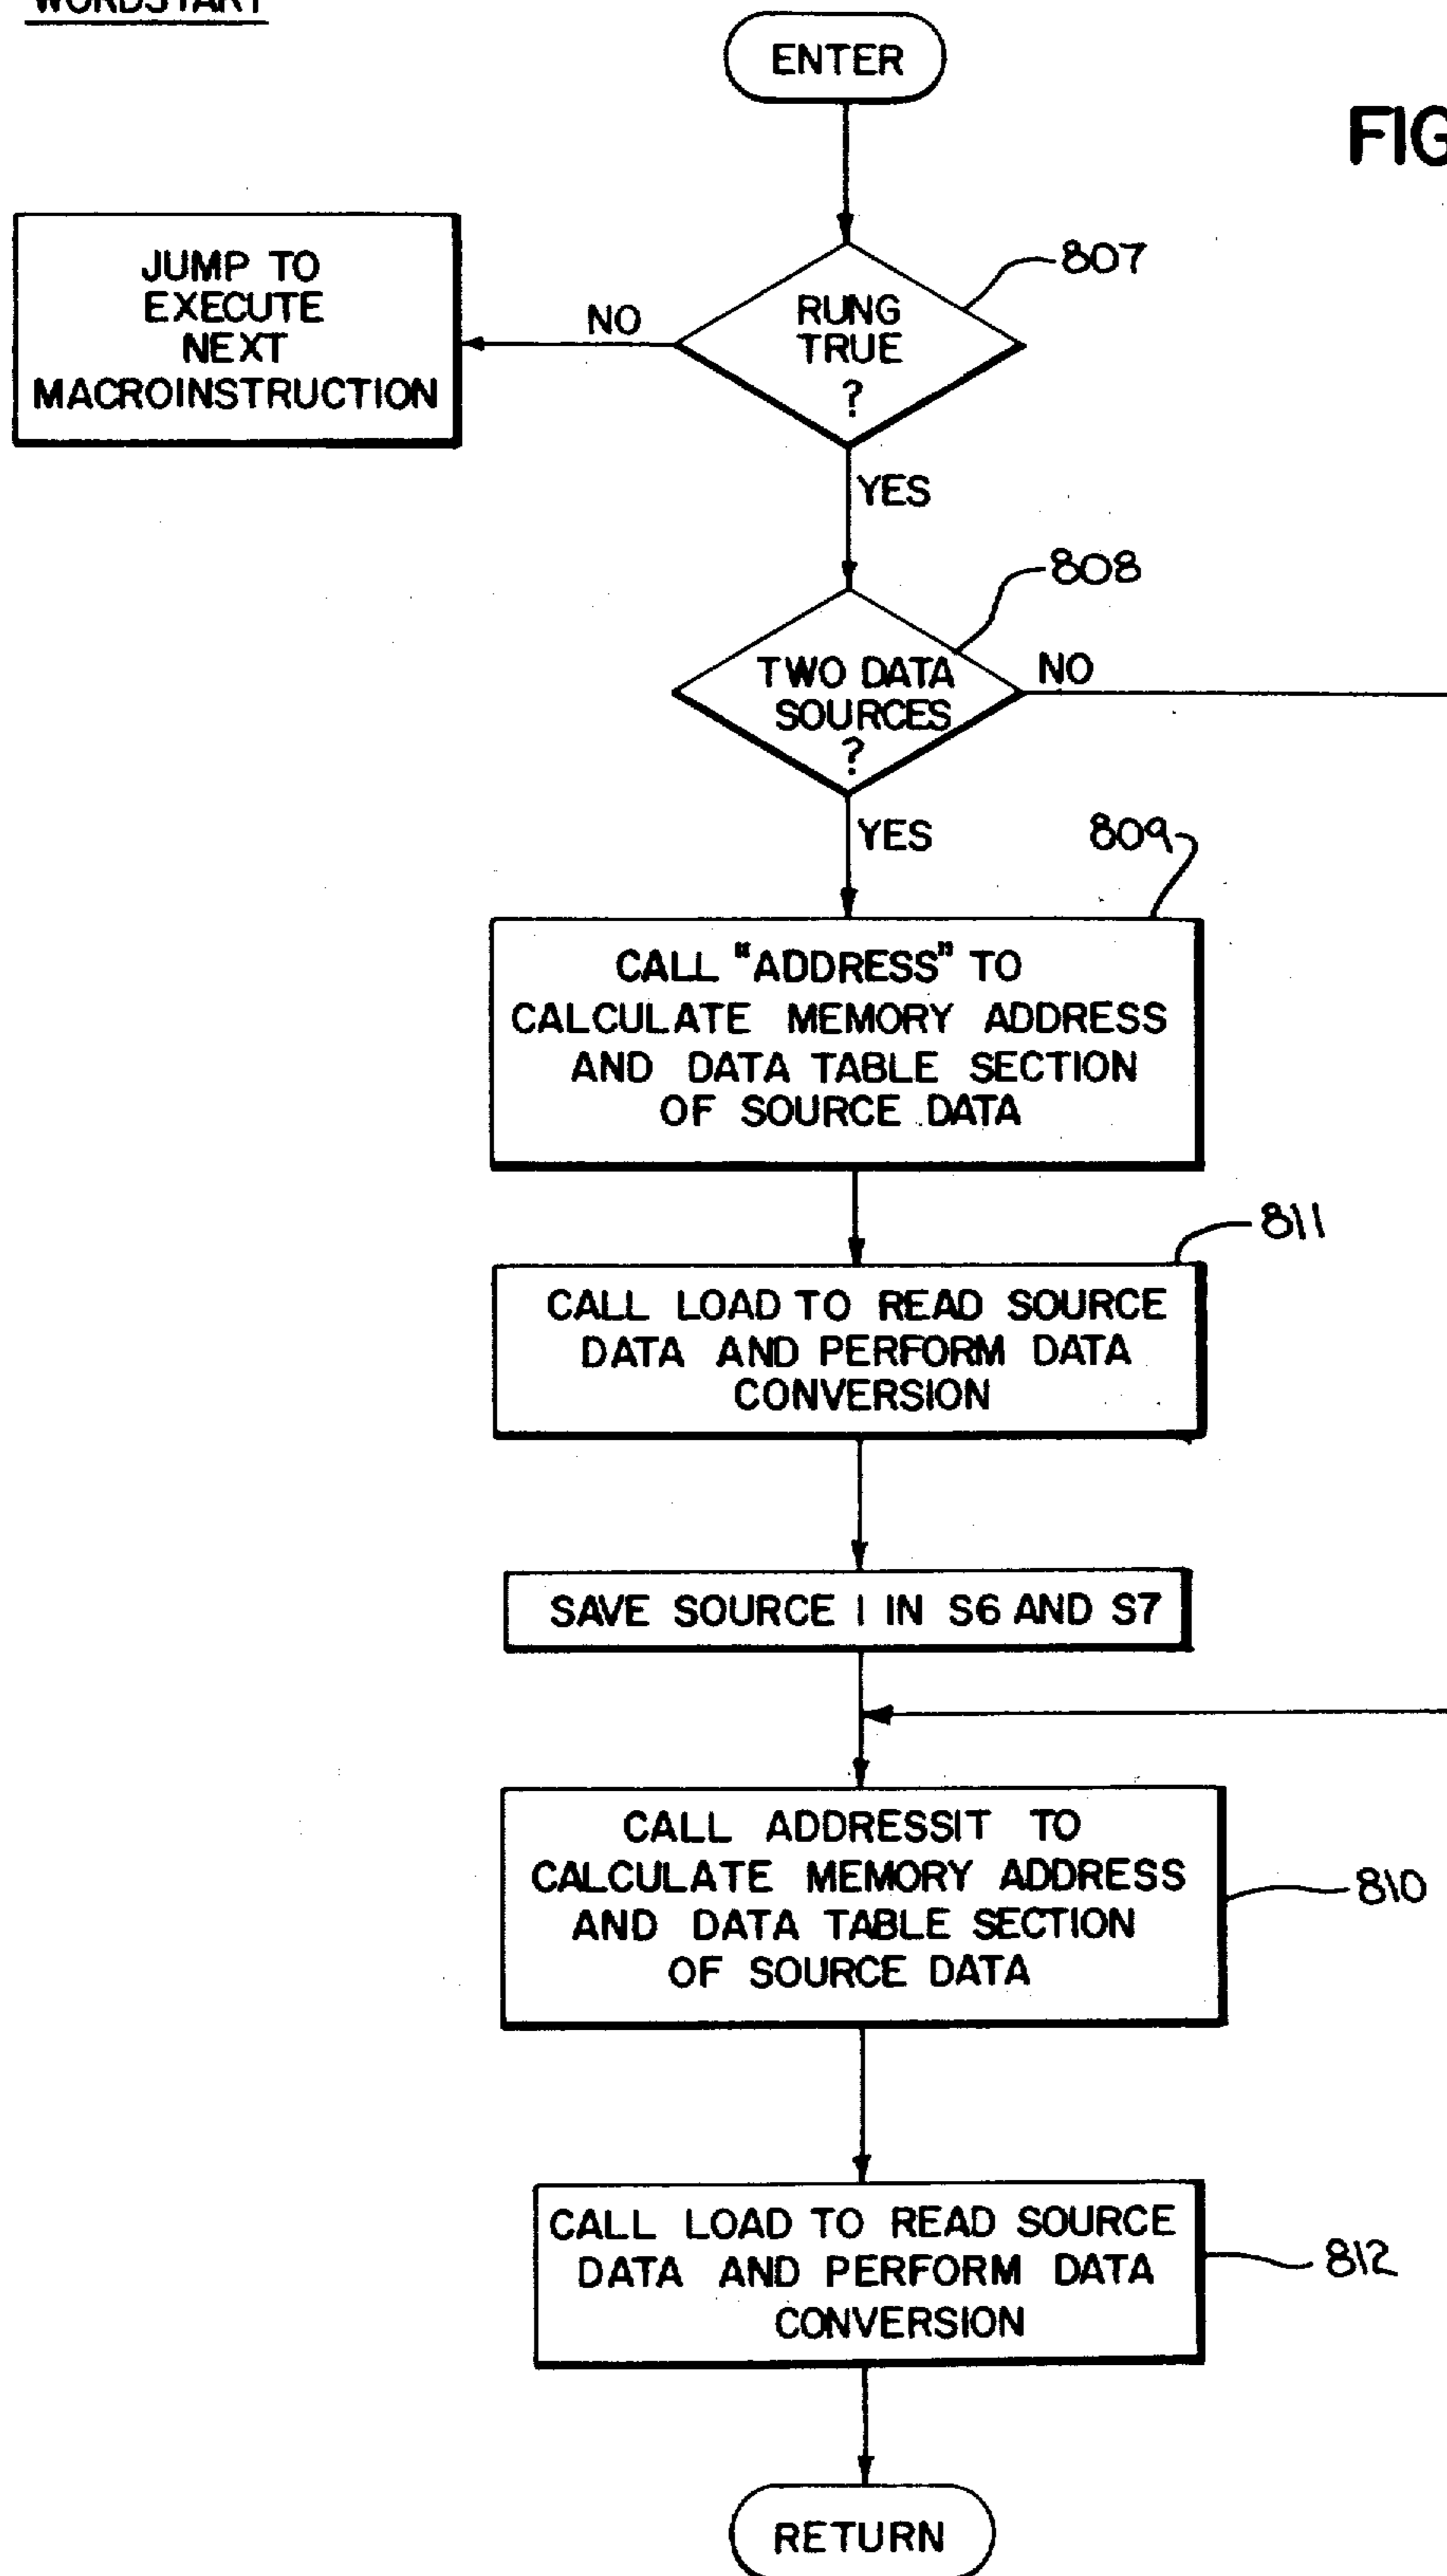 WORDSTART
ENTER
FIG
807
JUMP TO
EXECUTE
NEXT
MACROINSTRUCTION
NO
RUNG
TRUE
?
YES
808
TWO DATA
SOURCES
?
NO
YES
809
CALL "ADDRESS" TO
CALCULATE MEMORY ADDRESS
AND DATA TABLE SECTION
OF SOURCE DATA
811
CALL LOAD TO READ SOURCE
DATA AND PERFORM DATA
CONVERSION
SAVE SOURCE 1 IN S6 AND S7
CALL ADDRESSIT TO
CALCULATE MEMORY ADDRESS
AND DATA TABLE SECTION
OF SOURCE DATA
810
CALL LOAD TO READ SOURCE
DATA AND PERFORM DATA
CONVERSION
812
RETURN